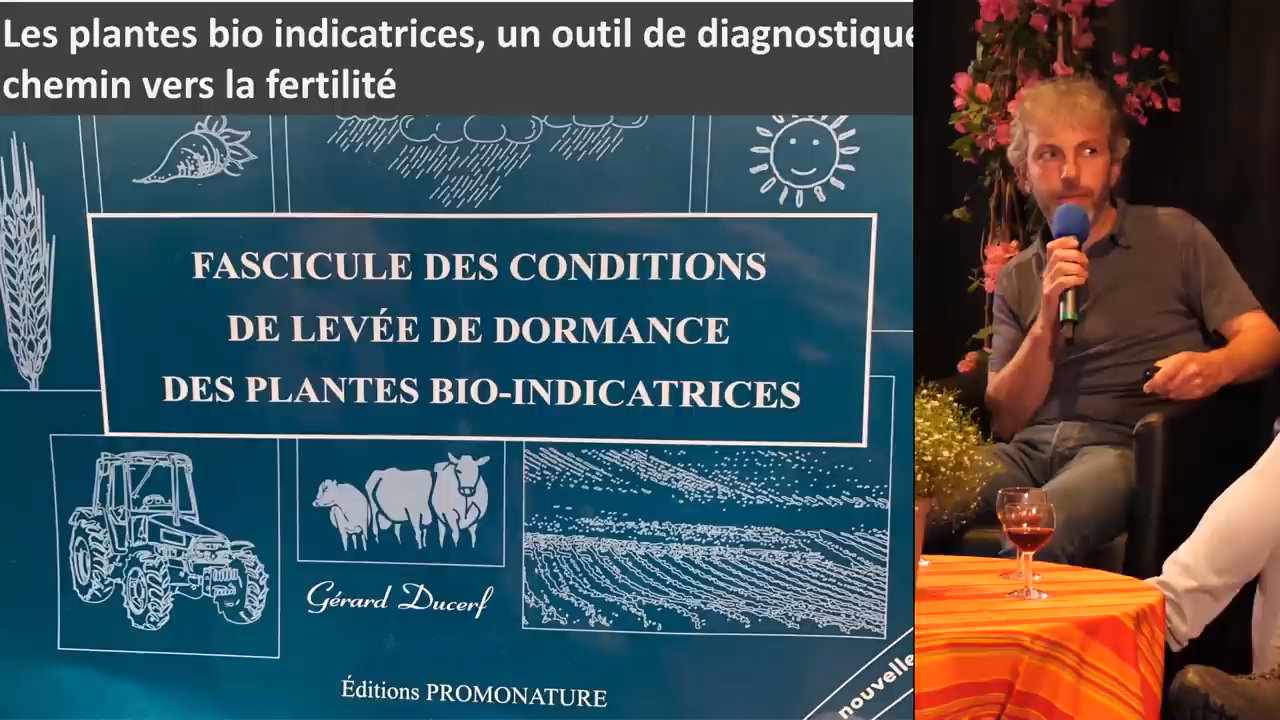 Les plantes bio indicatrices, un outil de diagnostique
chemin vers la fertilité
FASCICULE DES CONDITIONS
DE LEVÉE DE DORMANCE
DES PLANTES BIO-INDICATRICES
Gérard Ducerf
Éditions PROMONATURE
nouvelle